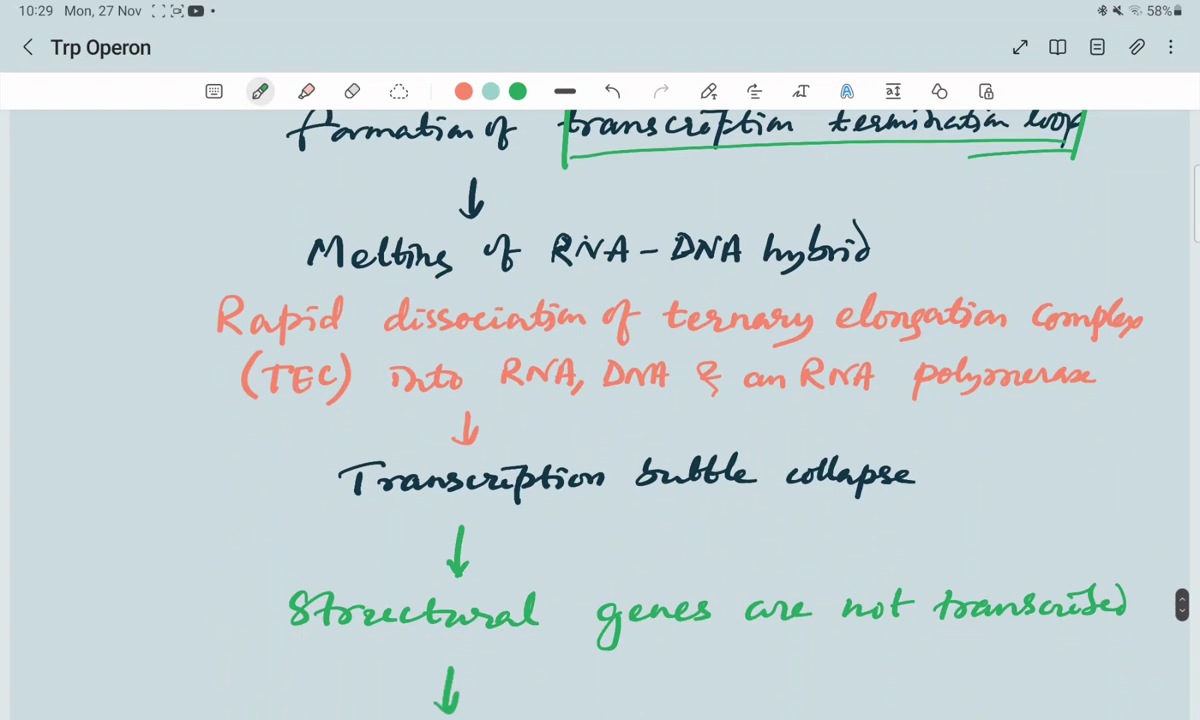 10:29 Mon, 27 Nov 58%
Trp Operon
Formation of transcription termination loop
Melting of RNA - DNA hybrid
Rapid dissociation of ternary elongation complex
(TEC) into RNA, DNA & an RNA polymerase
Transcription bubble collapse
Structural genes are not transcribed